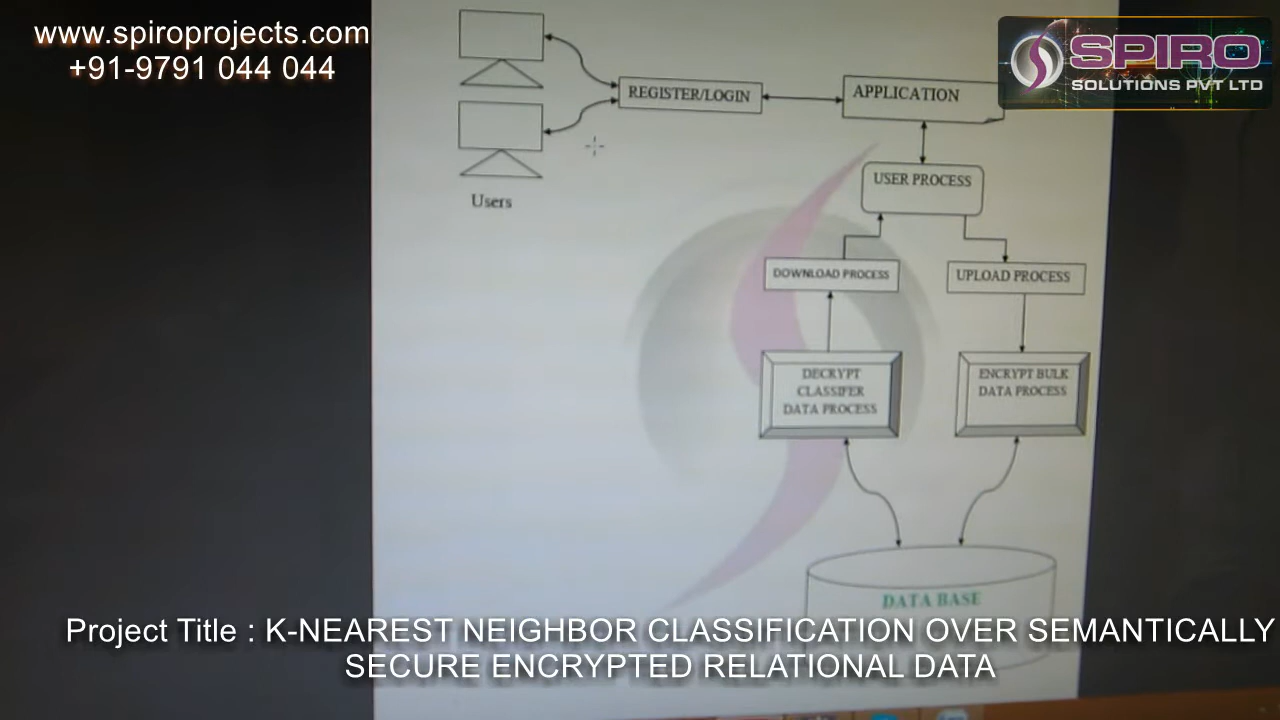 www.spiroprojects.com
+91-9791 044 044
SPIRO
SOLUTIONS PVT LTD
REGISTER/LOGIN
APPLICATION
Users
USER PROCESS
DOWNLOAD PROCESS
UPLOAD PROCESS
DECRYPT
CLASSIFER
DATA PROCESS
ENCRYPT BULK
DATA PROCESS
DATA BASE
Project Title : K-NEAREST NEIGHBOR CLASSIFICATION OVER SEMANTICALLY
SECURE ENCRYPTED RELATIONAL DATA